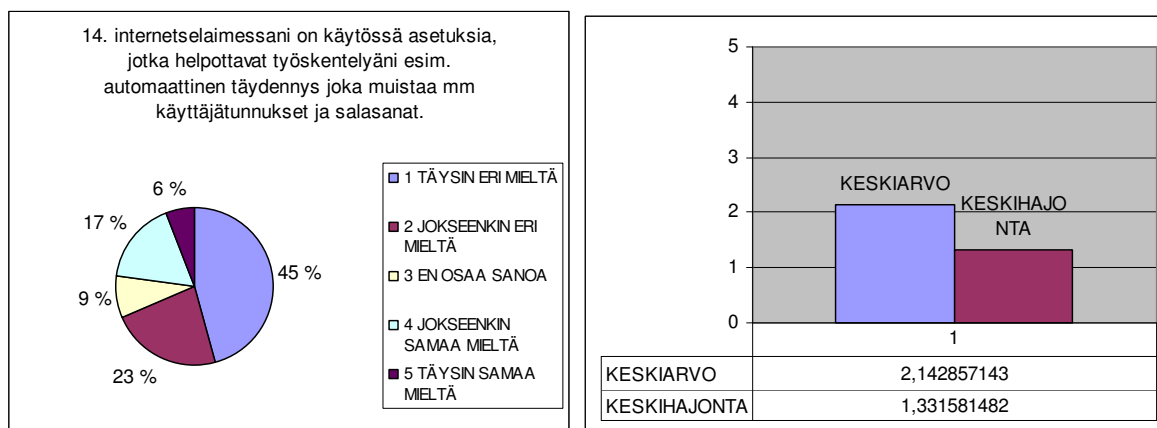 14. internetselaimessani on käytössä asetuksia,
jotka helpottavat työskentelyäni esim.
automaattinen täydennys joka muistaa mm
käyttäjätunnukset ja salasanat.
6 %
17 %
45 %
9 %
23 %
1 TÄYSIN ERI MIELTÄ
2 JOKSEENKIN ERI
MIELTÄ
3 EN OSAA SANOA
4 JOKSEENKIN
SAMAA MIELTÄ
5 TÄYSIN SAMAA
MIELTÄ
5
4
3
2
1
0
KESKIARVO
KESKIHAJO
NTA
1
KESKIARVO 2,142857143
KESKIHAJONTA 1,331581482